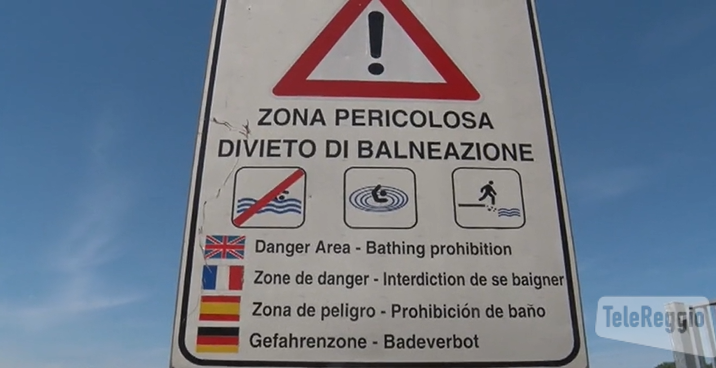 ZONA PERICOLOSA
DIVIETO DI BALNEAZIONE
Danger Area - Bathing prohibition
Zone de danger - Interdiction de se baigner
Zona de peligro - Prohibición de baño
Gefahrenzone - Badeverbot
TeleReggio